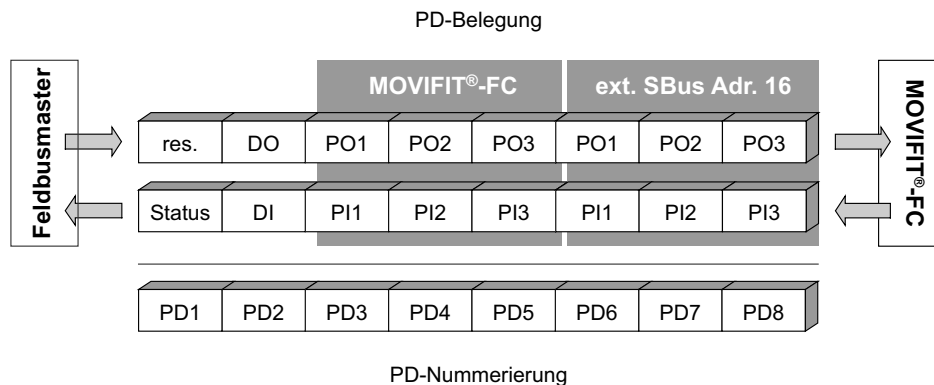 PD-Belegung
MOVIFIT®-FC ext. SBus Adr. 16
Feldbusmaster
res. DO PO1 PO2 PO3 PO1 PO2 PO3
Status DI PI1 PI2 PI3 PI1 PI2 PI3
MOVIFIT®-FC
PD1 PD2 PD3 PD4 PD5 PD6 PD7 PD8
PD-Nummerierung